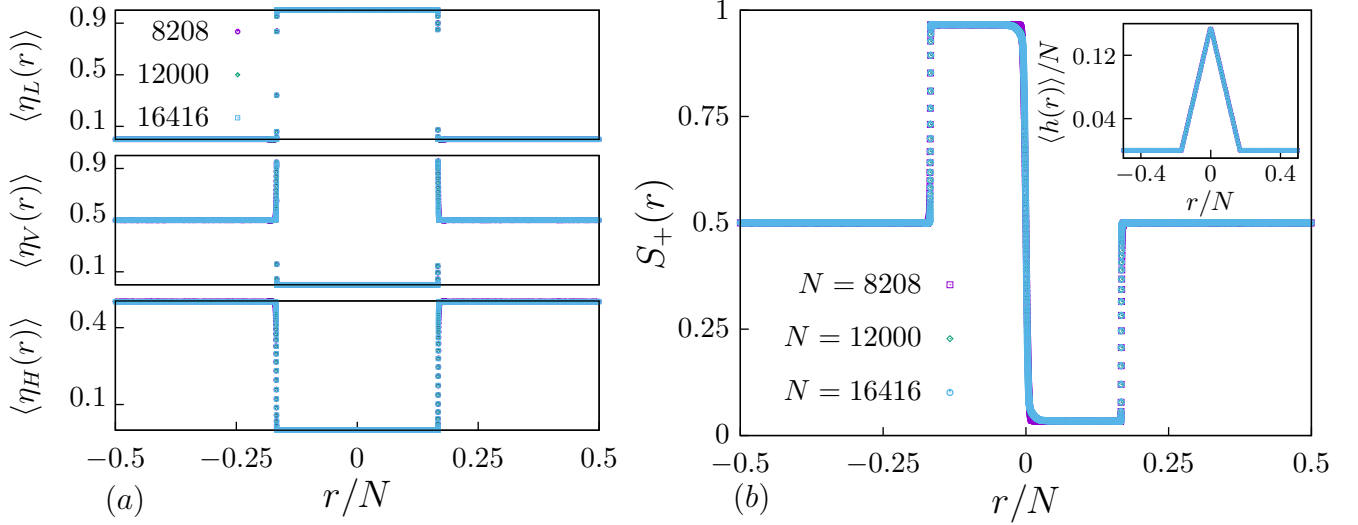 ⟨η_L(r)⟩
0.9
0.5
0.1
8208
12000
16416
⟨η_V(r)⟩
0.9
0.5
0.1
⟨η_H(r)⟩
0.4
0.1
−0.5
−0.25
0
0.25
0.5
(a)
r/N
S_+(r)
1
0.75
0.5
0.25
0
N = 8208
N = 12000
N = 16416
−0.5
−0.25
0
0.25
0.5
(b)
r/N
⟨h(r)⟩/N
0.12
0.04
−0.4
0
0.4
r/N